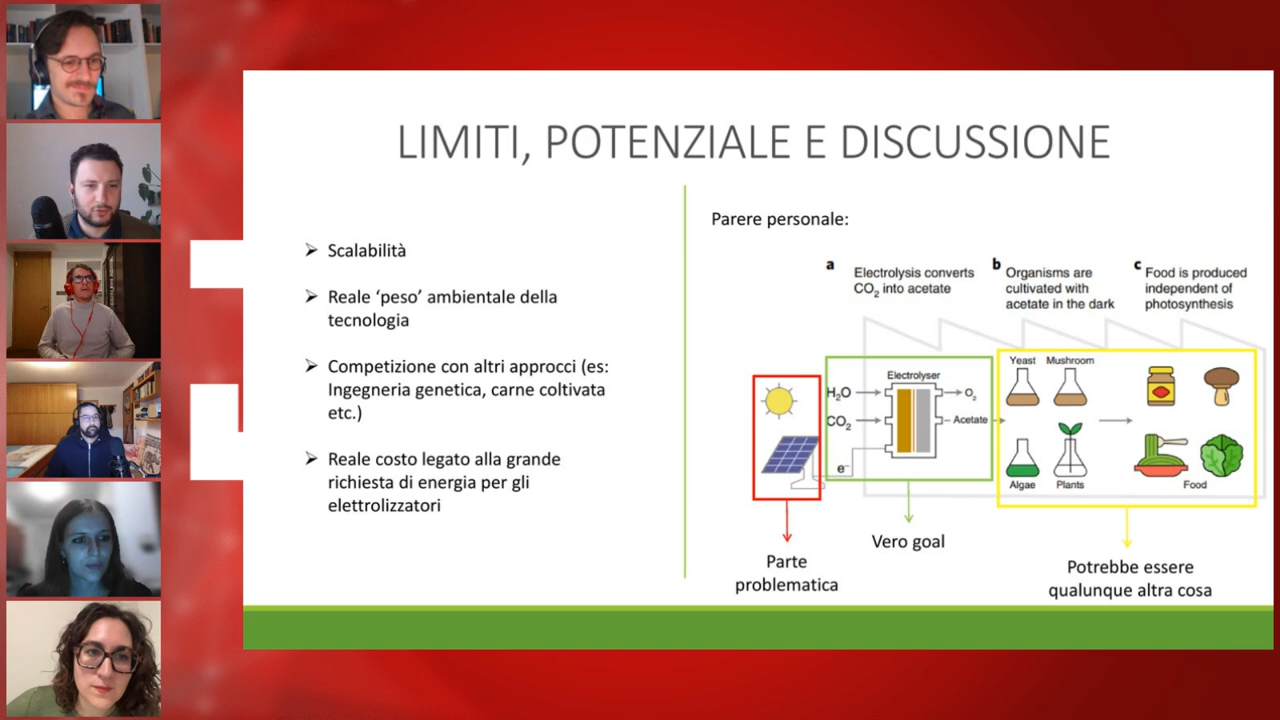 LIMITI, POTENZIALE E DISCUSSIONE
➢ Scalabilità
➢ Reale ‘peso’ ambientale della
tecnologia
➢ Competizione con altri approcci (es:
Ingegneria genetica, carne coltivata
etc.)
➢ Reale costo legato alla grande
richiesta di energia per gli
elettrolizzatori
Parere personale:
a
Electrolysis converts
CO₂ into acetate
b
Organisms are
cultivated with
acetate in the dark
c
Food is produced
independent of
photosynthesis
Electrolyser
H₂O
O₂
CO₂
Acetate
e⁻
Yeast
Mushroom
Algae
Plants
Food
Parte
problematica
Vero goal
Potrebbe essere
qualunque altra cosa